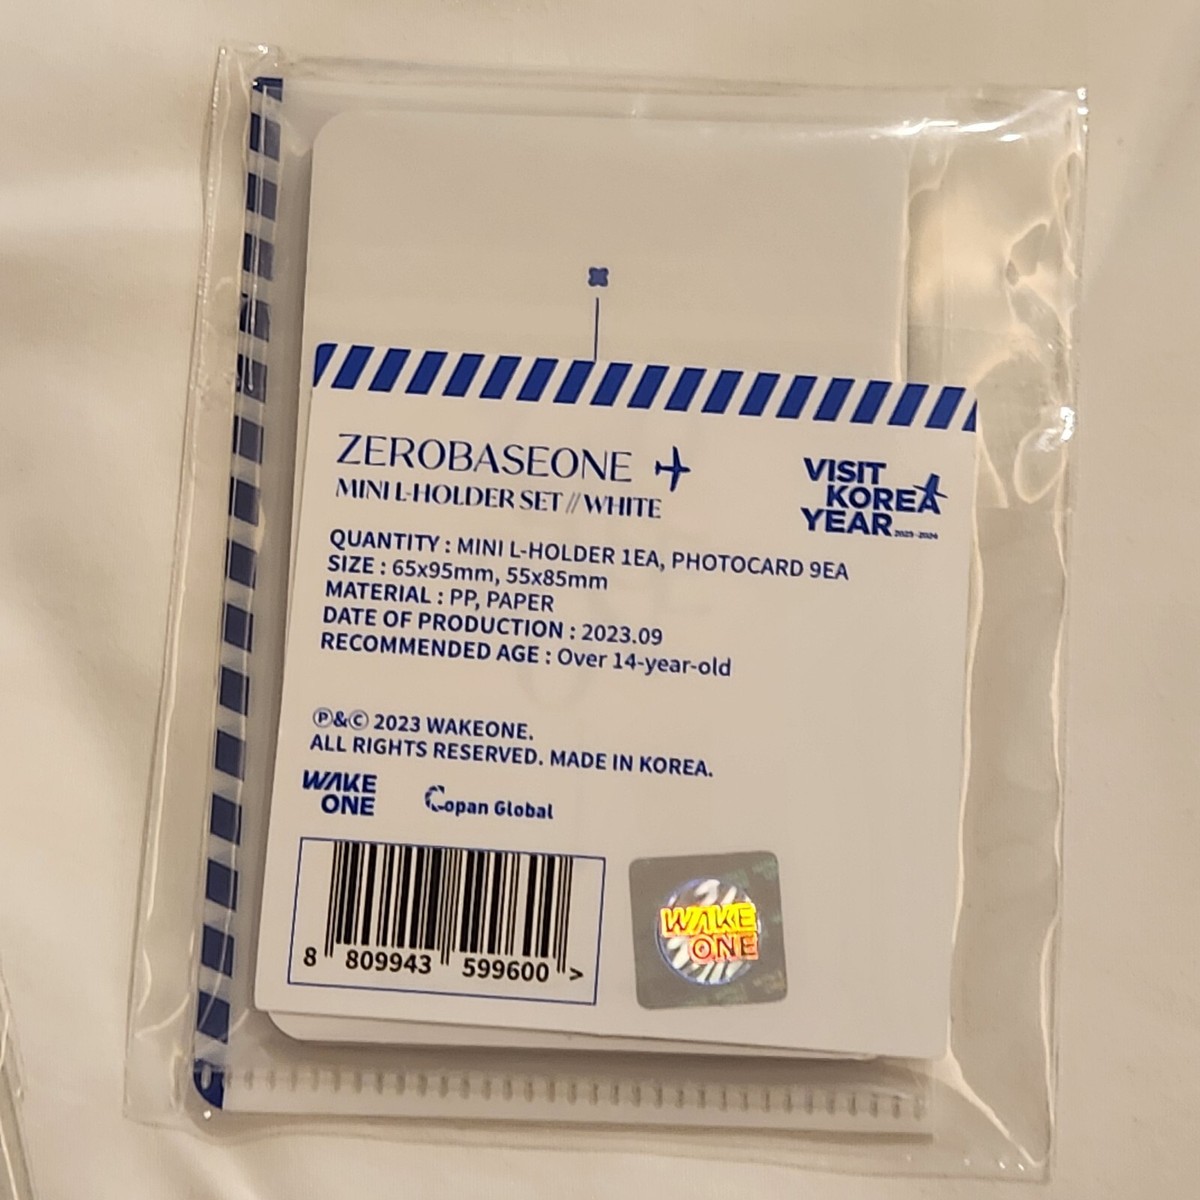 ZEROBASEONE
MINI L-HOLDER SET // WHITE
VISIT
KOREA
YEAR 2023-2024
QUANTITY : MINI L-HOLDER 1EA, PHOTOCARD 9EA
SIZE : 65x95mm, 55x85mm
MATERIAL : PP, PAPER
DATE OF PRODUCTION : 2023.09
RECOMMENDED AGE : Over 14-year-old
Ⓟ&Ⓒ 2023 WAKEONE.
ALL RIGHTS RESERVED. MADE IN KOREA.
WAKE
ONE
Copan Global
8 809943 599600 >
WAKE
ONE